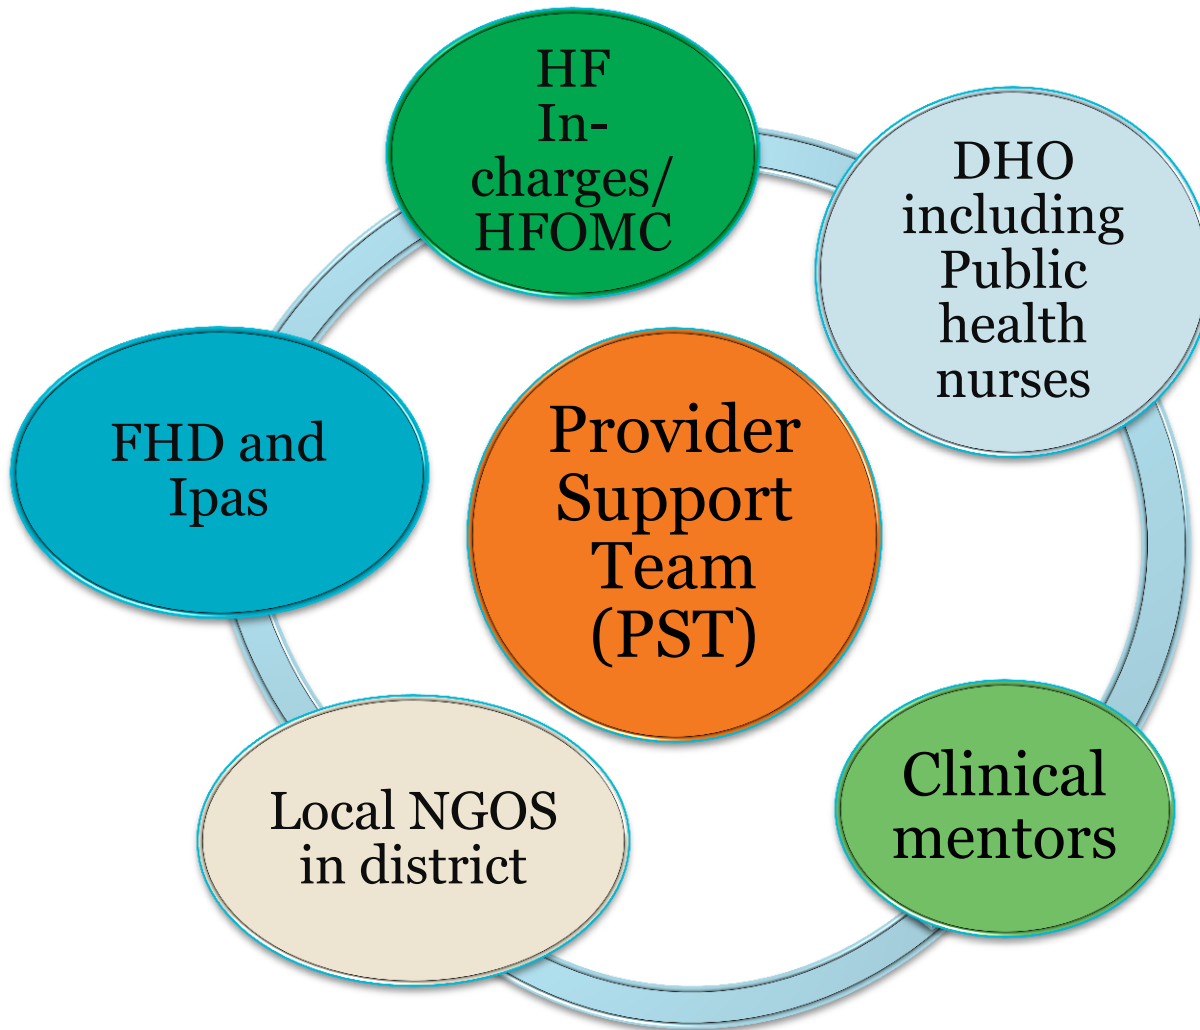 HF
In-
charges/
HFOMC
DHO
including
Public
health
nurses
FHD and
Ipas
Provider
Support
Team
(PST)
Clinical
mentors
Local NGOS
in district